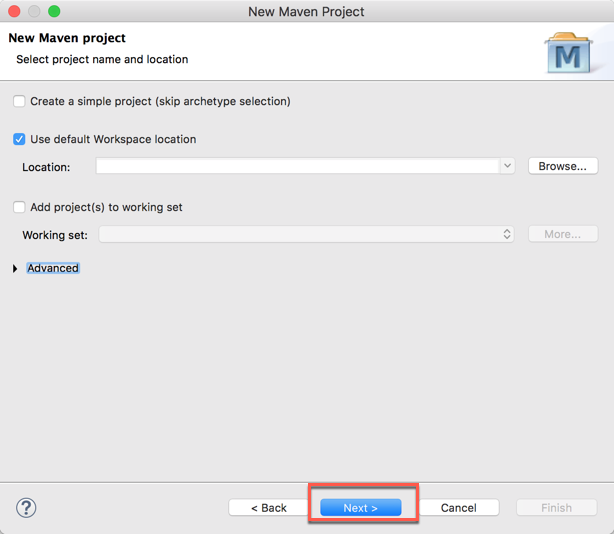 New Maven Project
New Maven project
Select project name and location
M
Create a simple project (skip archetype selection)
Use default Workspace location
Location:
Browse...
Add project(s) to working set
Working set:
More...
Advanced
?
< Back
Next >
Cancel
Finish